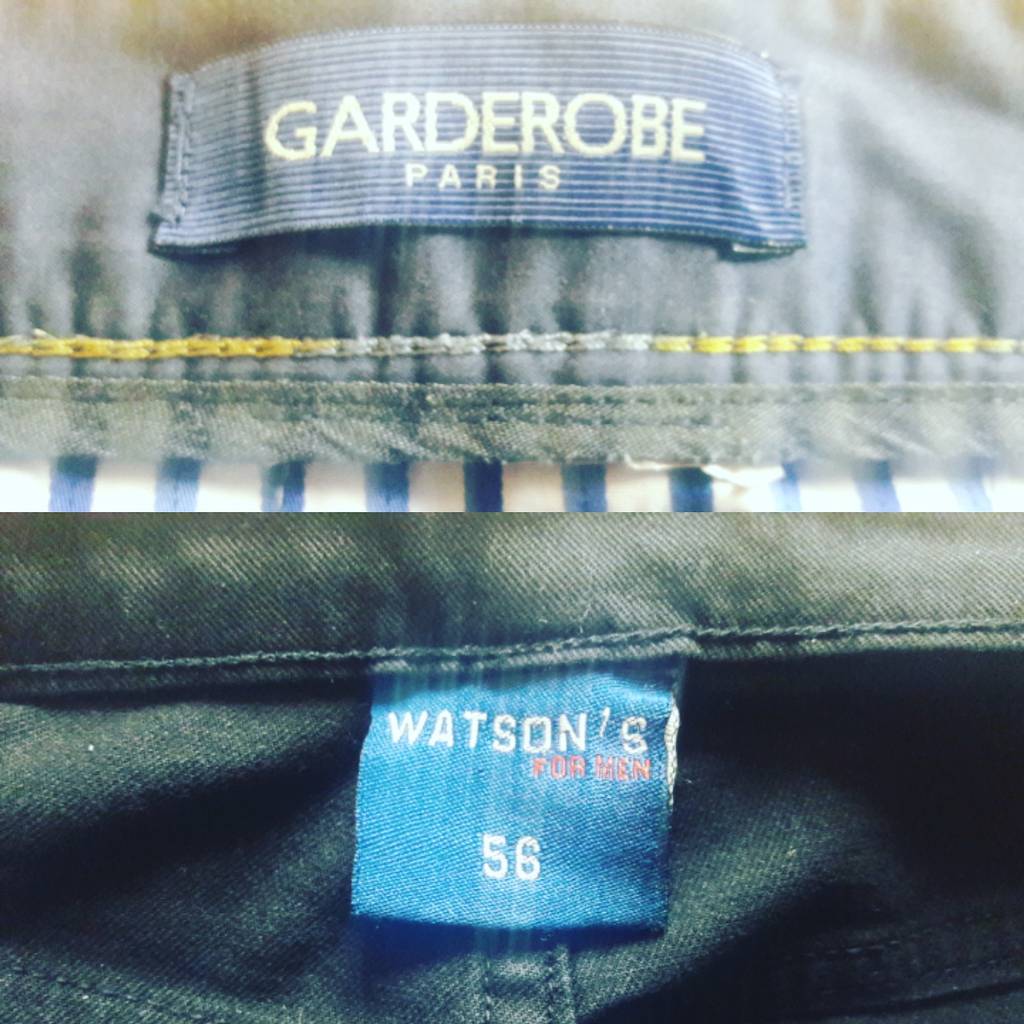 GARDEROBE
PARIS
WATSON'S
FOR MEN
56